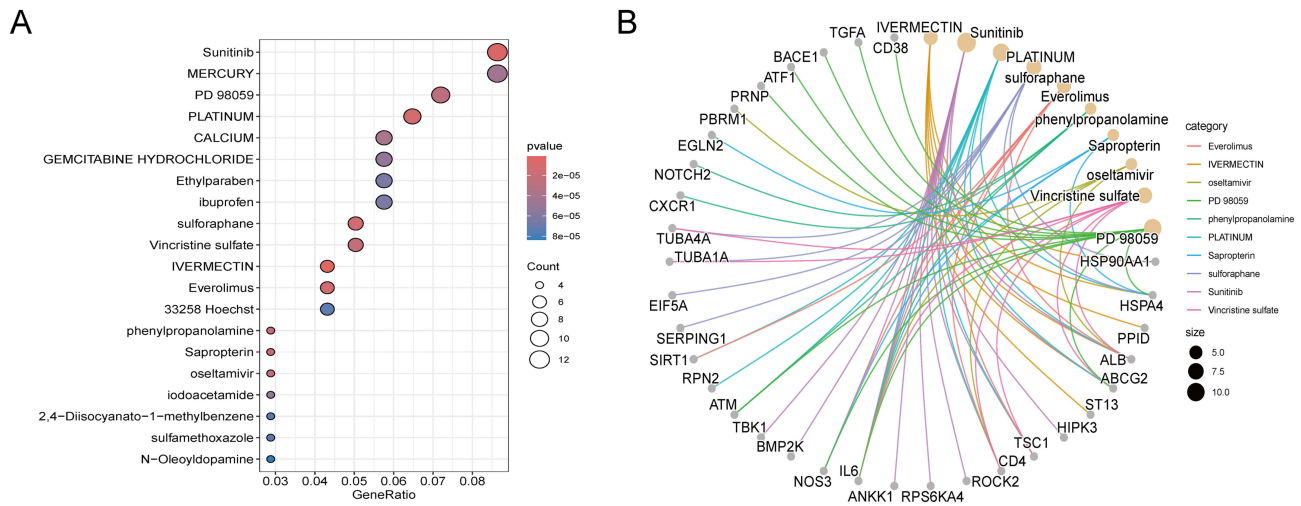 A
Sunitinib
MERCURY
PD 98059
PLATINUM
CALCIUM
GEMCITABINE HYDROCHLORIDE
Ethylparaben
ibuprofen
sulforaphane
Vincristine sulfate
IVERMECTIN
Everolimus
33258 Hoechst
phenylpropanolamine
Sapropterin
oseltamivir
iodoacetamide
2,4−Diisocyanato−1−methylbenzene
sulfamethoxazole
N−Oleoyldopamine
0.03 0.04 0.05 0.06 0.07 0.08
GeneRatio
pvalue
2e−05
4e−05
6e−05
8e−05
Count
4
6
8
10
12
B
IVERMECTIN
Sunitinib
PLATINUM
sulforaphane
Everolimus
phenylpropanolamine
Sapropterin
oseltamivir
Vincristine sulfate
PD 98059
HSP90AA1
HSPA4
PPID
ALB
ABCG2
ST13
HIPK3
TSC1
CD4
ROCK2
RPS6KA4
ANKK1
IL6
NOS3
BMP2K
TBK1
ATM
RPN2
SIRT1
SERPING1
EIF5A
TUBA1A
TUBA4A
CXCR1
NOTCH2
EGLN2
PBRM1
PRNP
ATF1
BACE1
TGFA
CD38
category
Everolimus
IVERMECTIN
oseltamivir
PD 98059
phenylpropanolamine
PLATINUM
Sapropterin
sulforaphane
Sunitinib
Vincristine sulfate
size
5.0
7.5
10.0